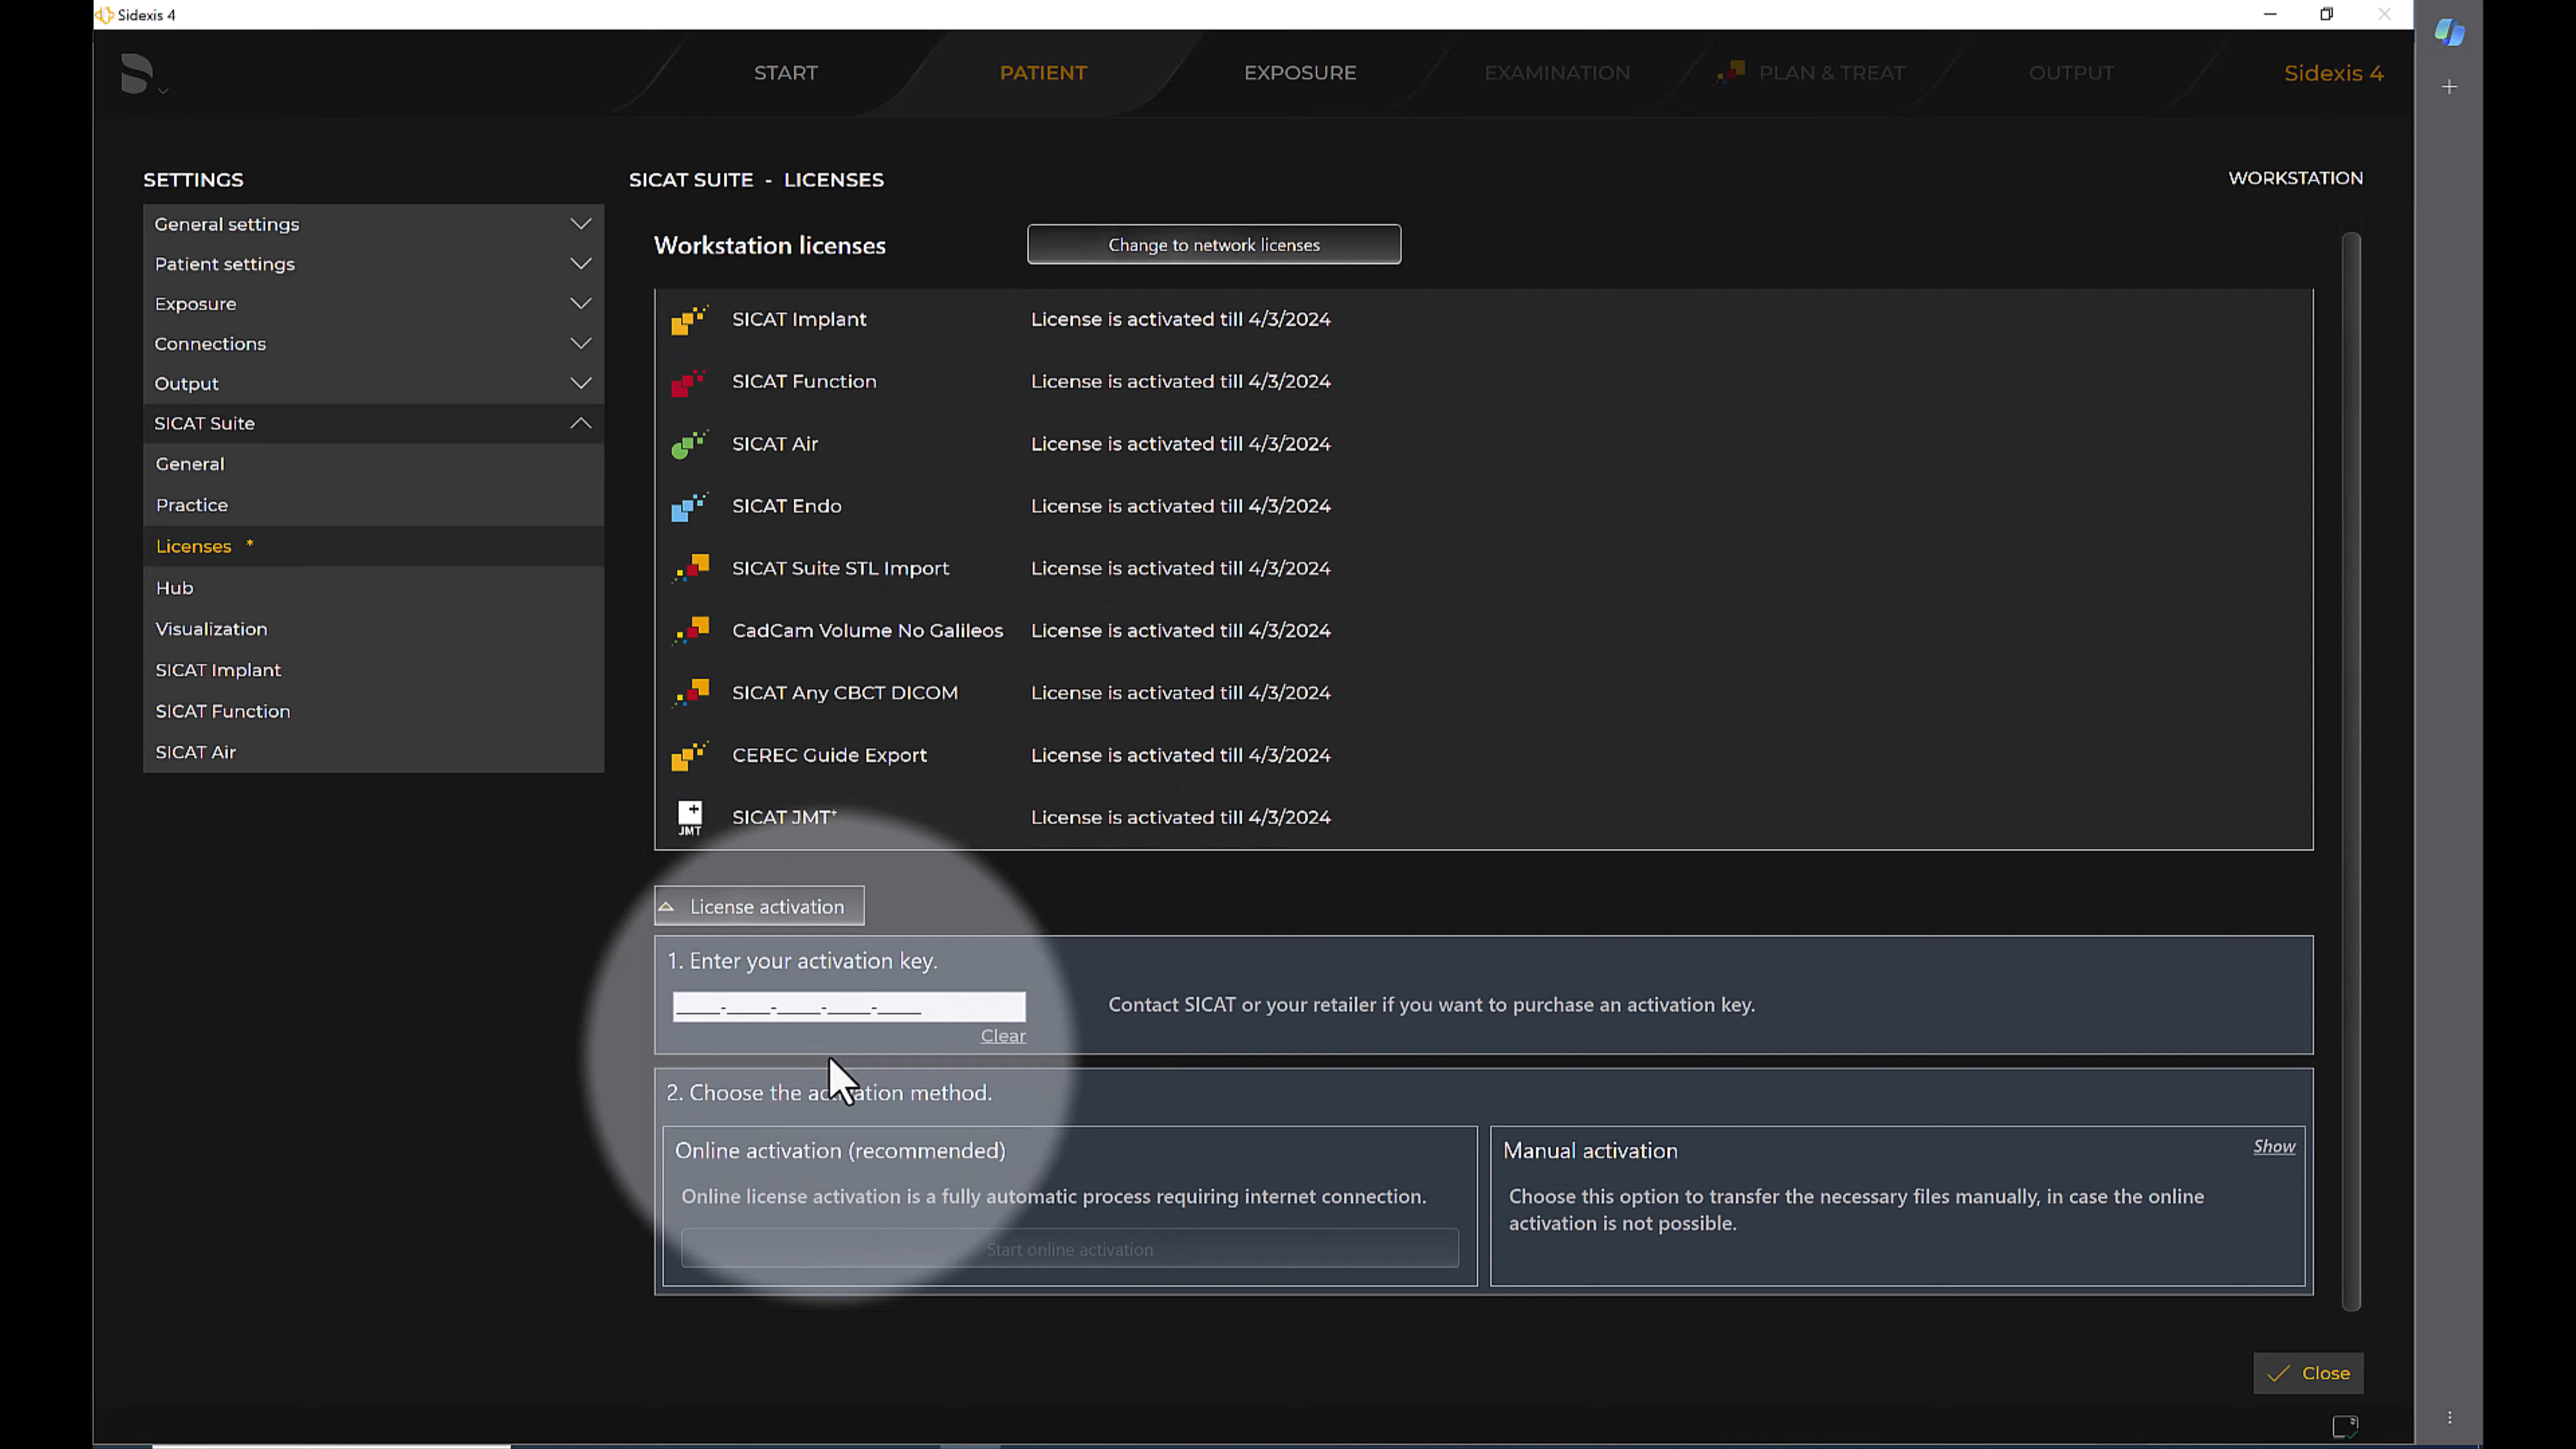 Sidexis 4
START
PATIENT
EXPOSURE
EXAMINATION
PLAN & TREAT
OUTPUT
Sidexis 4
SETTINGS
General settings
Patient settings
Exposure
Connections
Output
SICAT Suite
General
Practice
Licenses *
Hub
Visualization
SICAT Implant
SICAT Function
SICAT Air
SICAT SUITE - LICENSES
WORKSTATION
Workstation licenses
Change to network licenses
SICAT Implant License is activated till 4/3/2024
SICAT Function License is activated till 4/3/2024
SICAT Air License is activated till 4/3/2024
SICAT Endo License is activated till 4/3/2024
SICAT Suite STL Import License is activated till 4/3/2024
CadCam Volume No Galileos License is activated till 4/3/2024
SICAT Any CBCT DICOM License is activated till 4/3/2024
CEREC Guide Export License is activated till 4/3/2024
JMT SICAT JMT+ License is activated till 4/3/2024
License activation
1. Enter your activation key.
_____-_____-_____-_____-_____
Clear
Contact SICAT or your retailer if you want to purchase an activation key.
2. Choose the activation method.
Online activation (recommended)
Online license activation is a fully automatic process requiring internet connection.
Start online activation
Manual activation
Show
Choose this option to transfer the necessary files manually, in case the online
activation is not possible.
Close